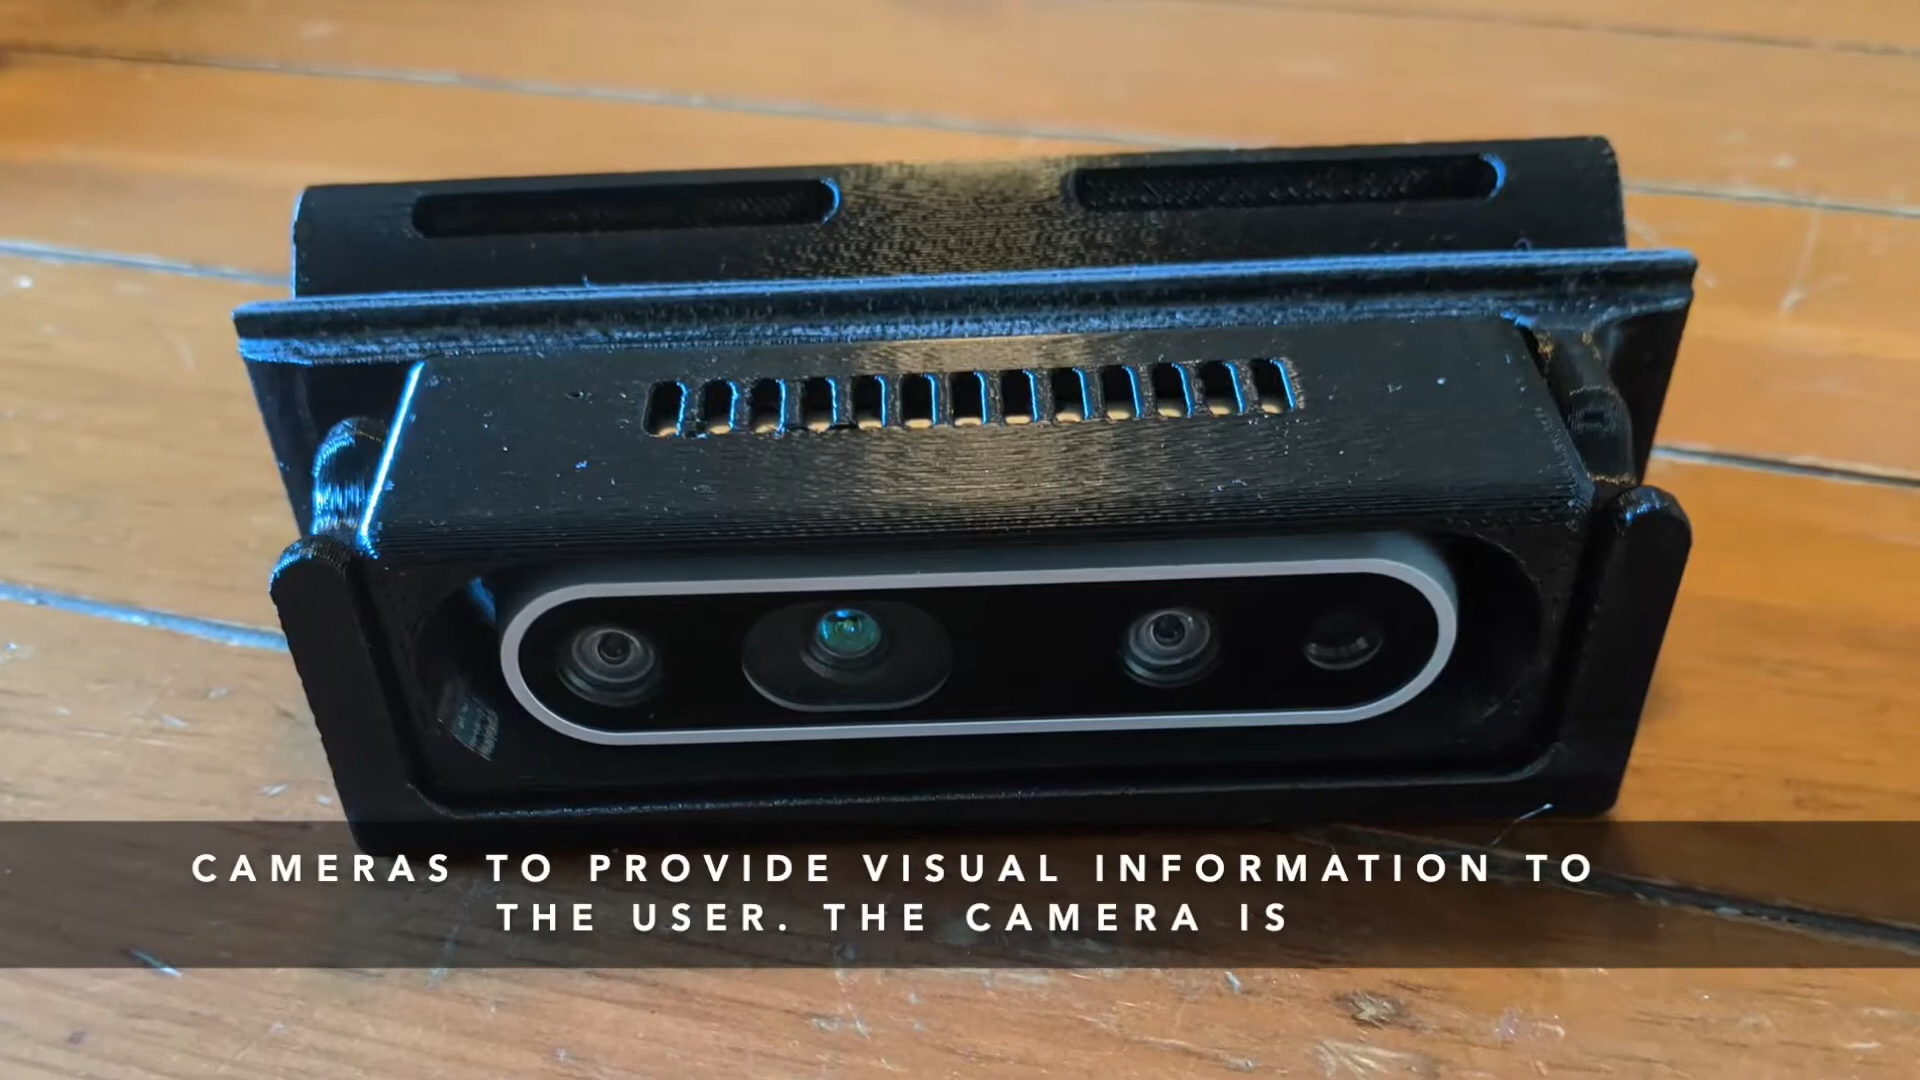 CAMERAS TO PROVIDE VISUAL INFORMATION TO
THE USER. THE CAMERA IS